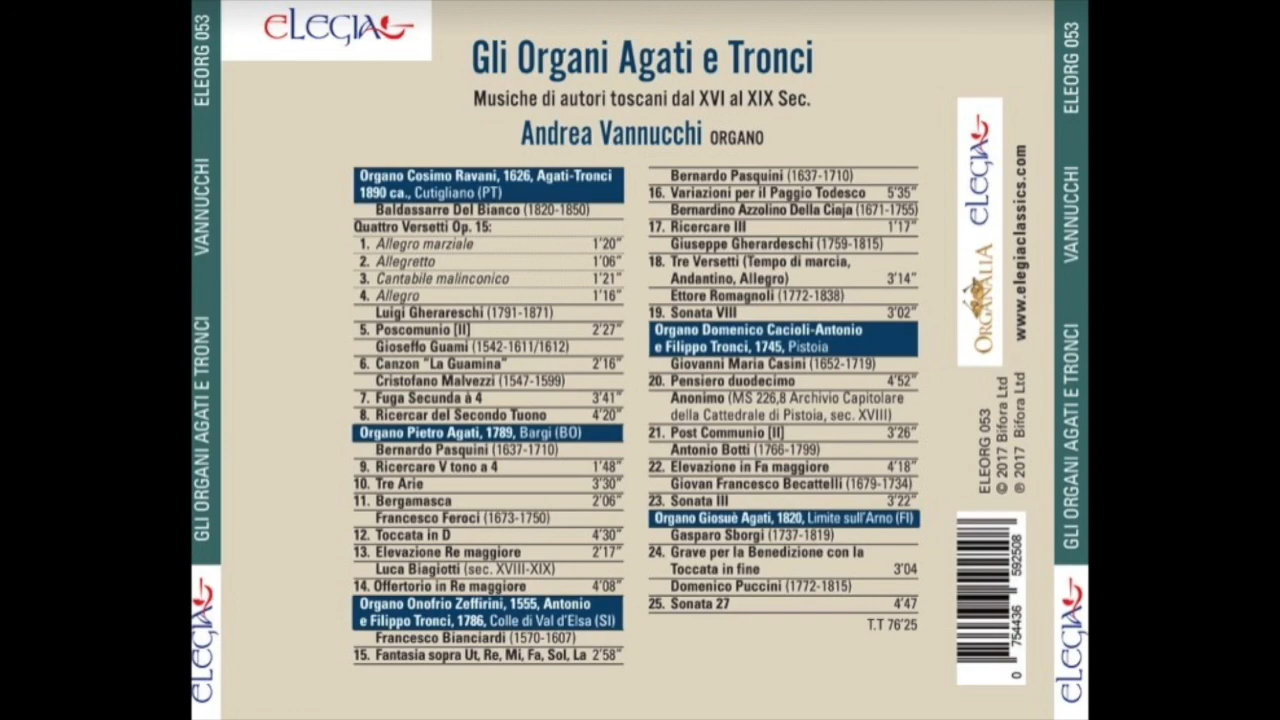 ELEGIA
Gli Organi Agati e Tronci
Musiche di autori toscani dal XVI al XIX Sec.
Andrea Vannucchi ORGANO
Organo Cosimo Ravani, 1626, Agati-Tronci
1890 ca., Cutigliano (PT)
Baldassarre Del Bianco (1820-1850)
Quattro Versetti Op. 15:
1. Allegro marziale 1'20"
2. Allegretto 1'06"
3. Cantabile malinconico 1'21"
4. Allegro 1'16"
Luigi Gherareschi (1791-1871)
5. Poscomunio [II] 2'27"
Gioseffo Guami (1542-1611/1612)
6. Canzon "La Guamina" 2'16"
Cristofano Malvezzi (1547-1599)
7. Fuga Secunda à 4 3'41"
8. Ricercar del Secondo Tuono 4'20"
Organo Pietro Agati, 1789, Bargi (BO)
Bernardo Pasquini (1637-1710)
9. Ricercare V tono a 4 1'48"
10. Tre Arie 3'30"
11. Bergamasca 2'06"
Francesco Feroci (1673-1750)
12. Toccata in D 4'30"
13. Elevazione Re maggiore 2'17"
Luca Biagiotti (sec. XVIII-XIX)
14. Offertorio in Re maggiore 4'08"
Organo Onofrio Zeffirini, 1555, Antonio
e Filippo Tronci, 1786, Colle di Val d'Elsa (SI)
Francesco Bianciardi (1570-1607)
15. Fantasia sopra Ut, Re, Mi, Fa, Sol, La 2'58"
Bernardo Pasquini (1637-1710)
16. Variazioni per il Paggio Todesco 5'35"
Bernardino Azzolino Della Ciaja (1671-1755)
17. Ricercare III 1'17"
Giuseppe Gherardeschi (1759-1815)
18. Tre Versetti (Tempo di marcia,
Andantino, Allegro) 3'14"
Ettore Romagnoli (1772-1838)
19. Sonata VIII 3'02"
Organo Domenico Cacioli-Antonio
e Filippo Tronci, 1745, Pistoia
Giovanni Maria Casini (1652-1719)
20. Pensiero duodecimo 4'52"
Anonimo (MS 226,8 Archivio Capitolare
della Cattedrale di Pistoia, sec. XVIII)
21. Post Communio [II] 3'26"
Antonio Botti (1766-1799)
22. Elevazione in Fa maggiore 4'18"
Giovan Francesco Becattelli (1679-1734)
23. Sonata III 3'22"
Organo Giosuè Agati, 1820, Limite sull'Arno (FI)
Gasparo Sborgi (1737-1819)
24. Grave per la Benedizione con la
Toccata in fine 3'04
Domenico Puccini (1772-1815)
25. Sonata 27 4'47
T.T 76'25
ORGANALIA ELEGIA
www.elegiaclassics.com
ELEORG 053
© 2017 Bifora Ltd
℗ 2017 Bifora Ltd
0 754436 592508
ELEGIA GLI ORGANI AGATI E TRONCI VANNUCCHI ELEORG 053
ELEGIA GLI ORGANI AGATI E TRONCI VANNUCCHI ELEORG 053